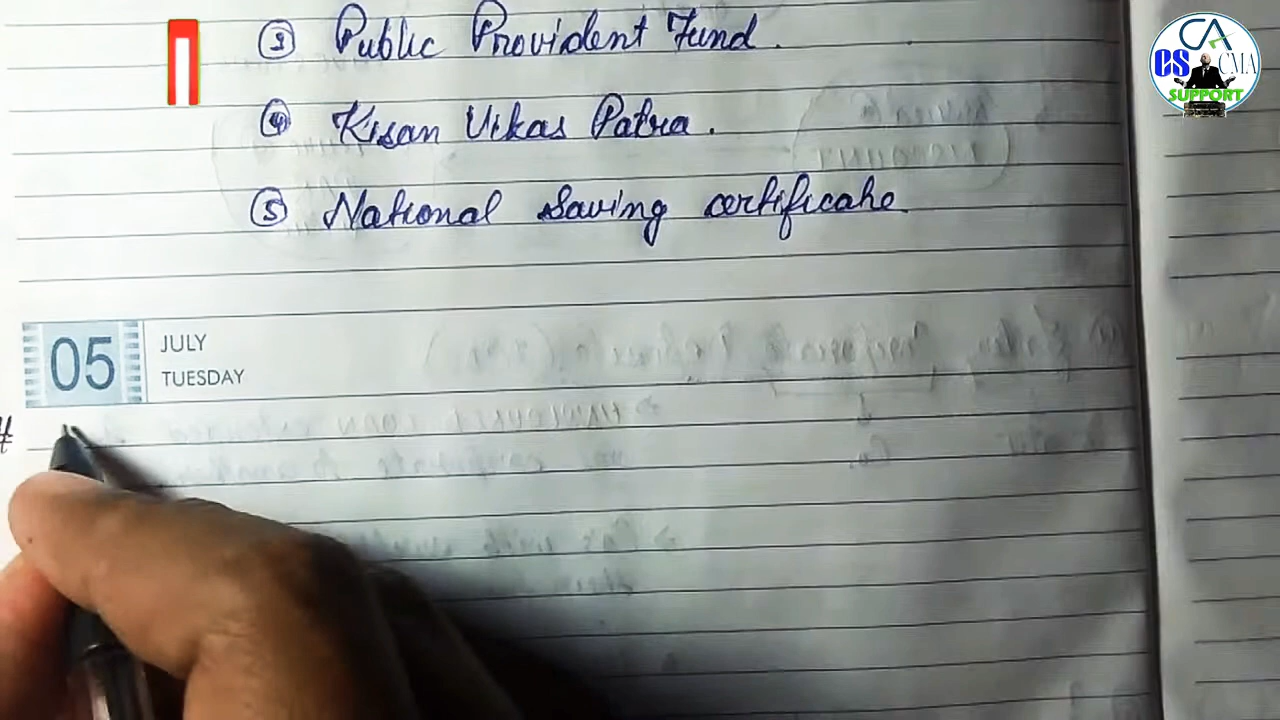 ③ Public Provident Fund.
④ Kisan Vikas Patra.
⑤ National Saving certificate.
05 JULY
TUESDAY
#
CA
CS CMA
SUPPORT